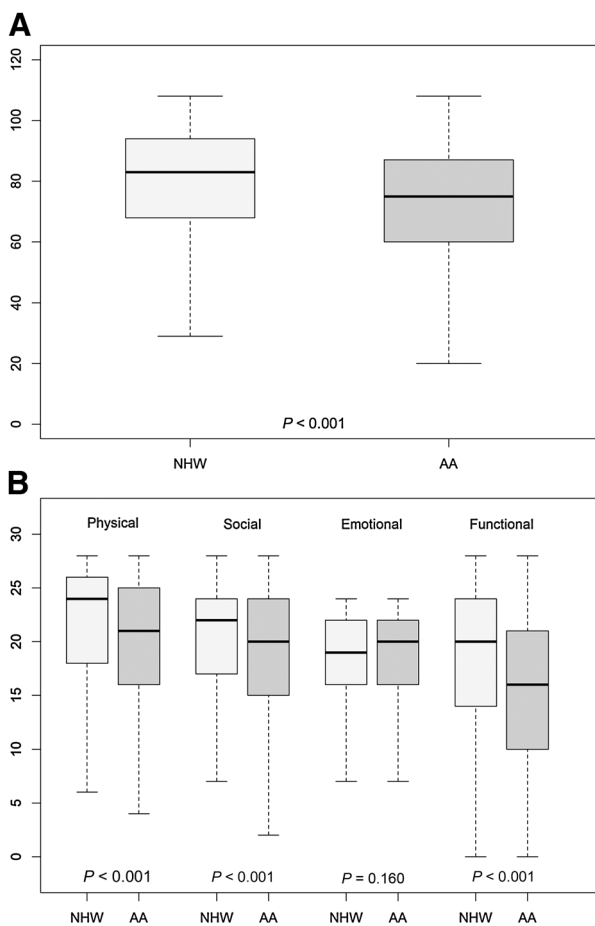 A
120
100
80
60
40
20
0
P < 0.001
NHW AA
B
Physical Social Emotional Functional
30
25
20
15
10
5
0
P < 0.001 P < 0.001 P = 0.160 P < 0.001
NHW AA NHW AA NHW AA NHW AA